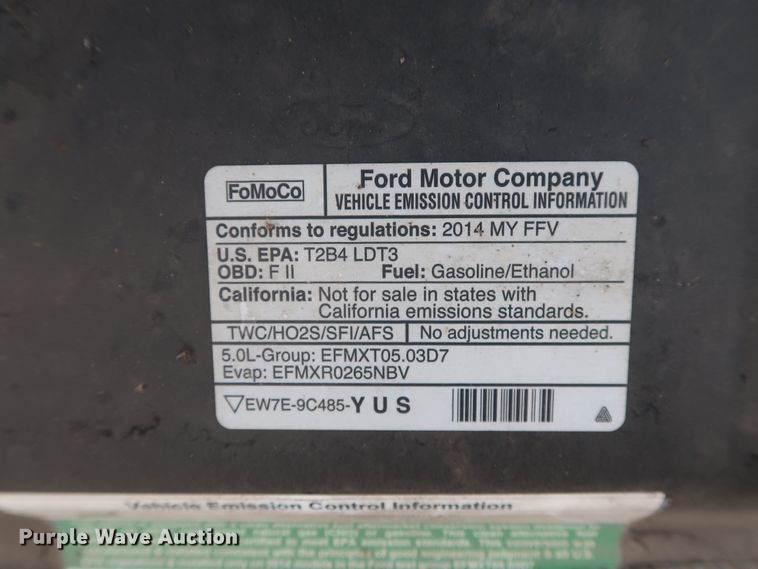 FoMoCo
Ford Motor Company
VEHICLE EMISSION CONTROL INFORMATION
Conforms to regulations: 2014 MY FFV
U.S. EPA: T2B4 LDT3
OBD: F II Fuel: Gasoline/Ethanol
California: Not for sale in states with
California emissions standards.
TWC/HO2S/SFI/AFS No adjustments needed.
5.0L-Group: EFMXT05.03D7
Evap: EFMXR0265NBV
EW7E-9C485-Y U S
Vehicle Emission Control Information
Purple Wave Auction